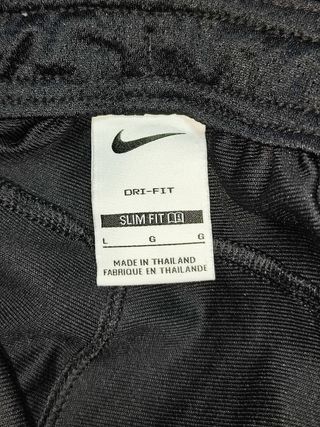 DRI-FIT
SLIM FIT
L G G
MADE IN THAILAND
FABRIQUE EN THAILANDE